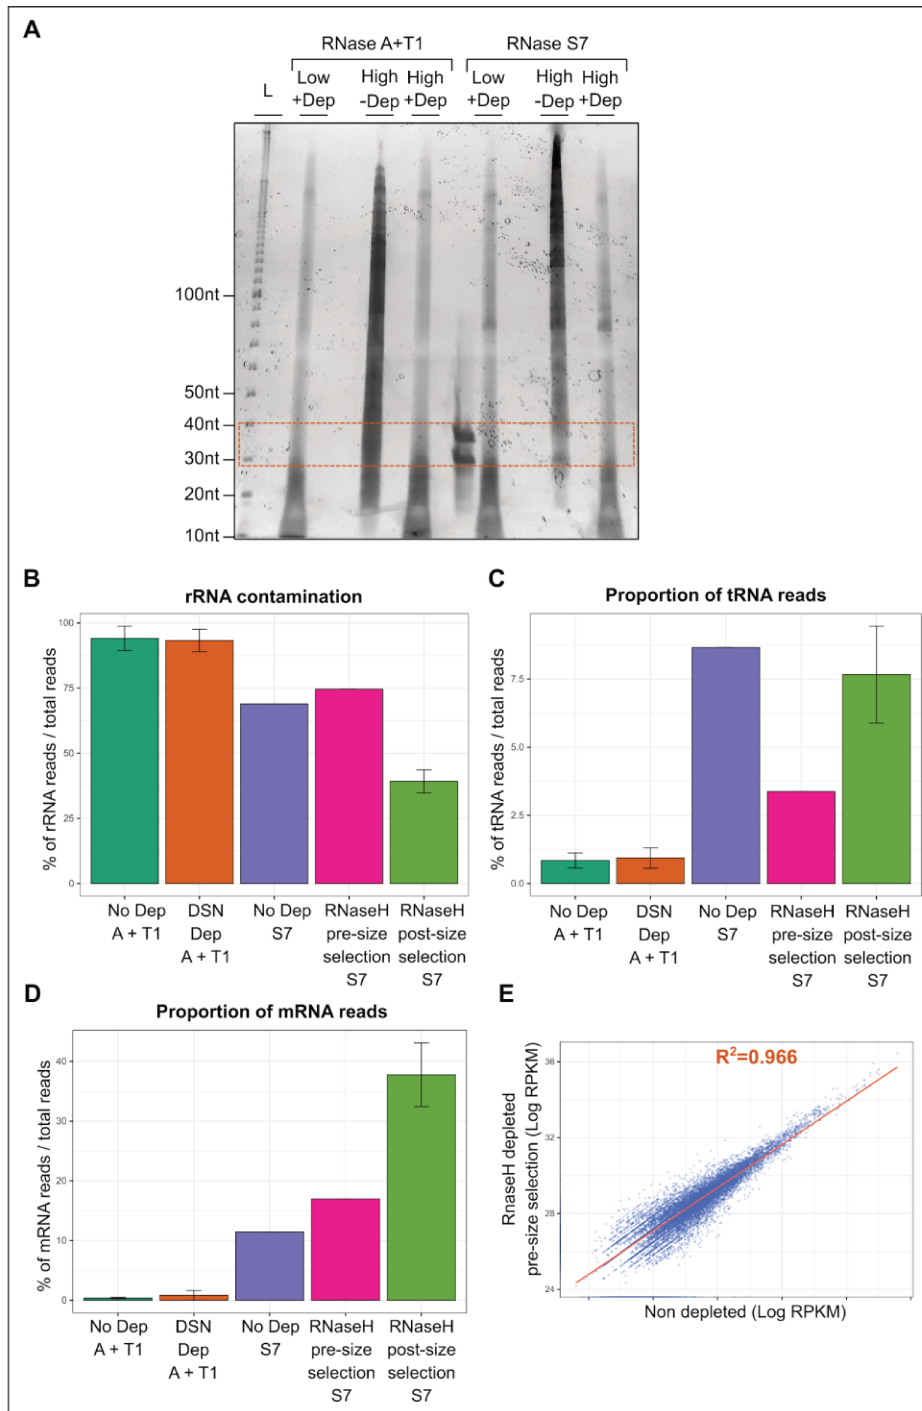 A
RNase A+T1
RNase S7
L
Low
+Dep
High
-Dep
High
+Dep
Low
+Dep
High
-Dep
High
+Dep
100nt
50nt
40nt
30nt
20nt
10nt
B
rRNA contamination
% of rRNA reads / total reads
100
75
50
25
0
No Dep
A + T1
DSN
Dep
A + T1
No Dep
S7
RNaseH
pre-size
selection
S7
RNaseH
post-size
selection
S7
C
Proportion of tRNA reads
% of tRNA reads / total reads
7.5
5.0
2.5
0.0
No Dep
A + T1
DSN
Dep
A + T1
No Dep
S7
RNaseH
pre-size
selection
S7
RNaseH
post-size
selection
S7
D
Proportion of mRNA reads
% of mRNA reads / total reads
40
30
20
10
0
No Dep
A + T1
DSN
Dep
A + T1
No Dep
S7
RNaseH
pre-size
selection
S7
RNaseH
post-size
selection
S7
E
R²=0.966
RnaseH depleted
pre-size selection (Log RPKM)
36
32
28
24
Non depleted (Log RPKM)